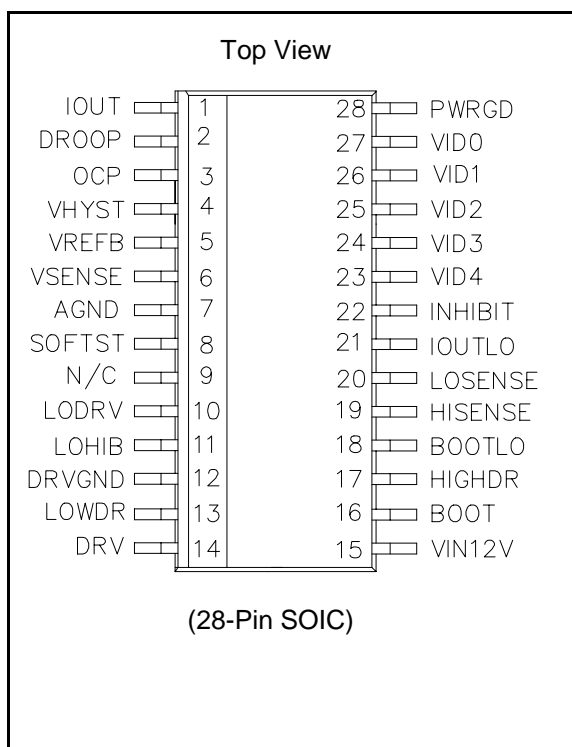 Top View
IOUT 1 28 PWRGD
DROOP 2 27 VID0
OCP 3 26 VID1
VHYST 4 25 VID2
VREFB 5 24 VID3
VSENSE 6 23 VID4
AGND 7 22 INHIBIT
SOFTST 8 21 IOUTLO
N/C 9 20 LOSENSE
LODRV 10 19 HISENSE
LOHIB 11 18 BOOTLO
DRVGND 12 17 HIGHDR
LOWDR 13 16 BOOT
DRV 14 15 VIN12V
(28-Pin SOIC)